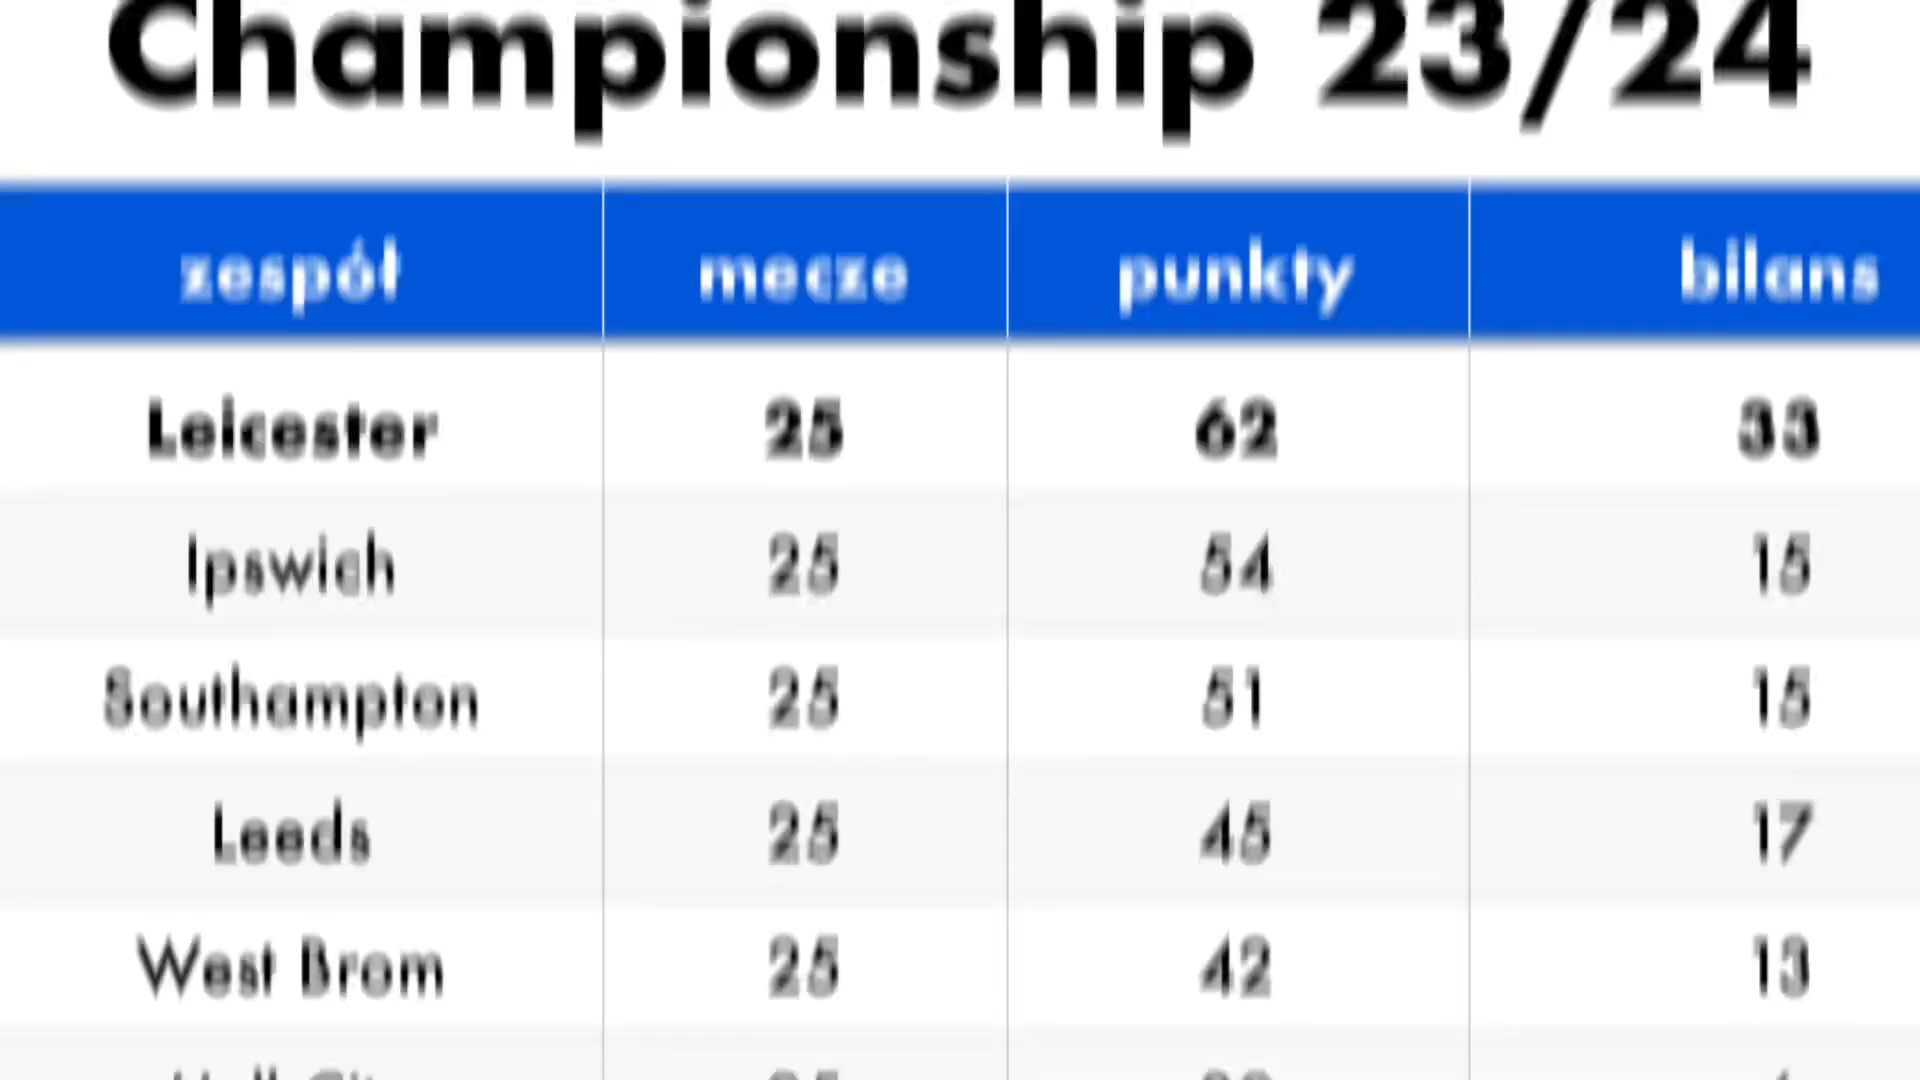 Championship 23/24
zespół mecze punkty bilans
Leicester 25 62 33
Ipswich 25 54 15
Southampton 25 51 15
Leeds 25 45 17
West Brom 25 42 13